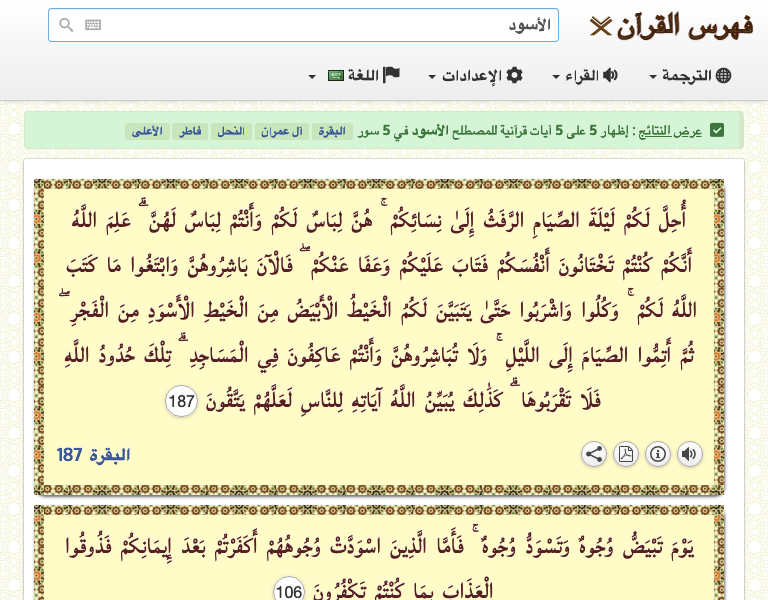 فهرس القرآن
الأسود
الترجمة القراء الإعدادات اللغة
عرض النتائج : إظهار 5 على 5 آيات قرآنية للمصطلح الأسود في 5 سور البقرة آل عمران النحل فاطر الأعلى
أُحِلَّ لَكُمْ لَيْلَةَ الصِّيَامِ الرَّفَثُ إِلَىٰ نِسَائِكُمْ ۚ هُنَّ لِبَاسٌ لَكُمْ وَأَنْتُمْ لِبَاسٌ لَهُنَّ ۗ عَلِمَ اللَّهُ
أَنَّكُمْ كُنْتُمْ تَخْتَانُونَ أَنْفُسَكُمْ فَتَابَ عَلَيْكُمْ وَعَفَا عَنْكُمْ ۖ فَالْآنَ بَاشِرُوهُنَّ وَابْتَغُوا مَا كَتَبَ
اللَّهُ لَكُمْ ۚ وَكُلُوا وَاشْرَبُوا حَتَّىٰ يَتَبَيَّنَ لَكُمُ الْخَيْطُ الْأَبْيَضُ مِنَ الْخَيْطِ الْأَسْوَدِ مِنَ الْفَجْرِ ۖ
ثُمَّ أَتِمُّوا الصِّيَامَ إِلَى اللَّيْلِ ۚ وَلَا تُبَاشِرُوهُنَّ وَأَنْتُمْ عَاكِفُونَ فِي الْمَسَاجِدِ ۗ تِلْكَ حُدُودُ اللَّهِ
فَلَا تَقْرَبُوهَا ۗ كَذَٰلِكَ يُبَيِّنُ اللَّهُ آيَاتِهِ لِلنَّاسِ لَعَلَّهُمْ يَتَّقُونَ 187
البقرة 187
يَوْمَ تَبْيَضُّ وُجُوهٌ وَتَسْوَدُّ وُجُوهٌ ۚ فَأَمَّا الَّذِينَ اسْوَدَّتْ وُجُوهُهُمْ أَكَفَرْتُمْ بَعْدَ إِيمَانِكُمْ فَذُوقُوا
الْعَذَابَ بِمَا كُنْتُمْ تَكْفُرُونَ 106